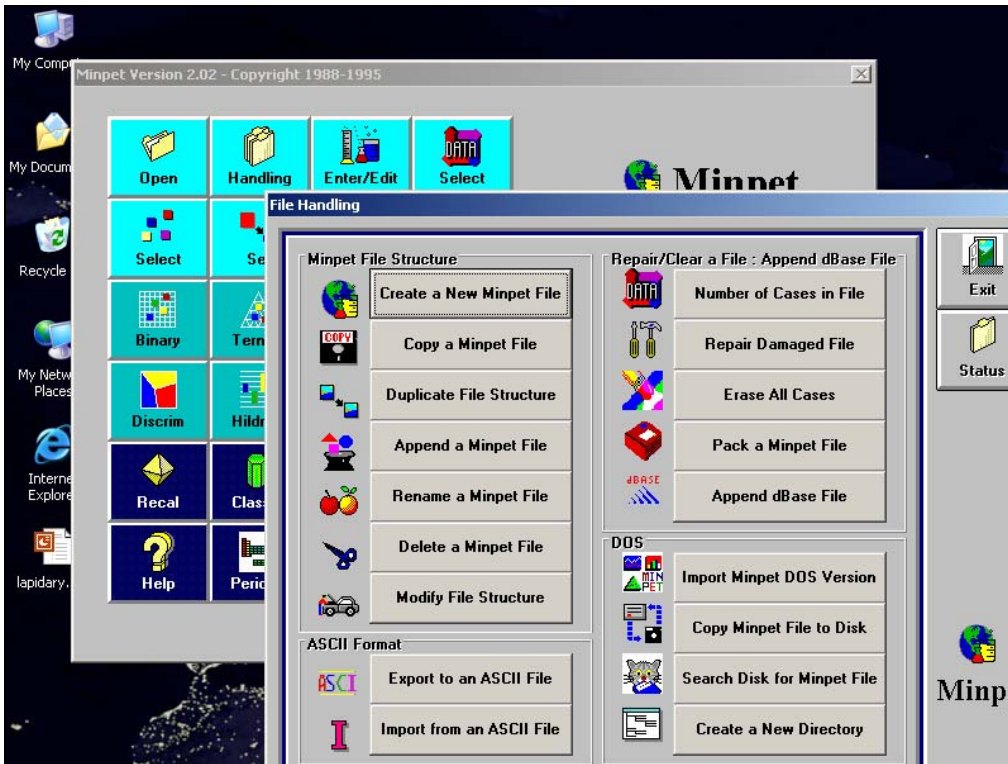 My Comp
My Docum
Recycle
My Netw
Places
Interne
Explore
lapidary.
Minpet Version 2.02 - Copyright 1988-1995
Open
Handling
Enter/Edit
DATA
Select
Minpet
Select
Se
Binary
Tern
Discrim
Hildr
Recal
Clas
Help
Peric
File Handling
Minpet File Structure
Create a New Minpet File
COPY
Copy a Minpet File
Duplicate File Structure
Append a Minpet File
Rename a Minpet File
Delete a Minpet File
Modify File Structure
ASCII Format
ASCI
Export to an ASCII File
I
Import from an ASCII File
Repair/Clear a File : Append dBase File
DATA
Number of Cases in File
Repair Damaged File
Erase All Cases
Pack a Minpet File
dBASE
Append dBase File
DOS
MIN
PET
Import Minpet DOS Version
Copy Minpet File to Disk
Search Disk for Minpet File
Create a New Directory
Exit
Status
Minp